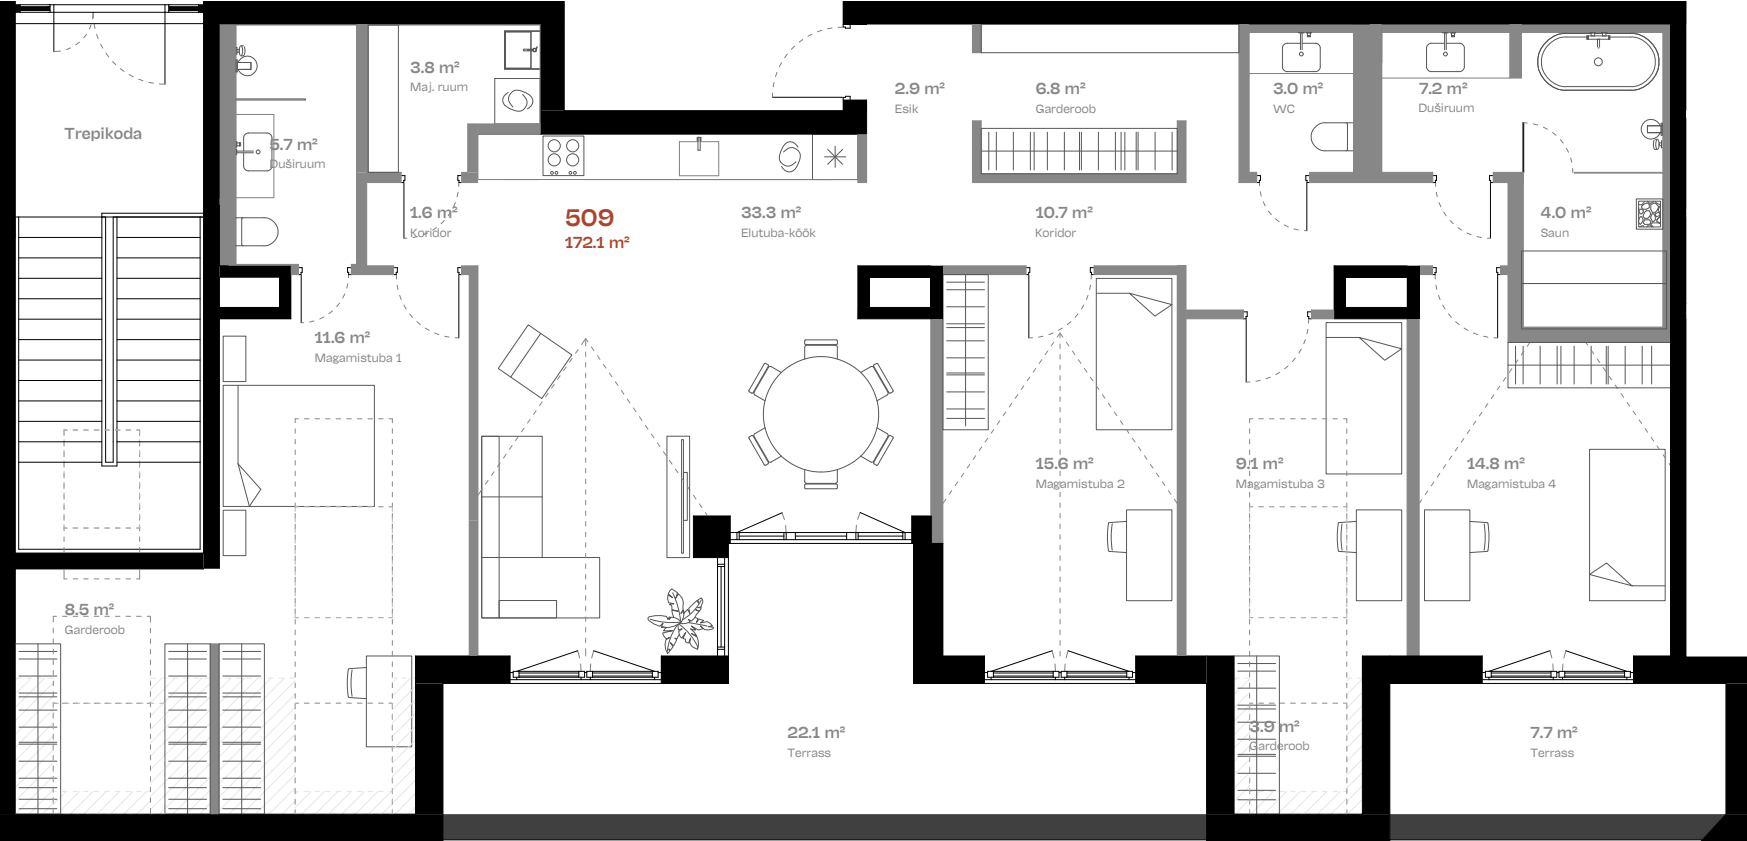 Trepikoda
5.7 m²
Duširuum
3.8 m²
Maj. ruum
1.6 m²
Koridor
509
172.1 m²
33.3 m²
Elutuba-köök
2.9 m²
Esik
6.8 m²
Garderoob
10.7 m²
Koridor
3.0 m²
WC
7.2 m²
Duširuum
4.0 m²
Saun
11.6 m²
Magamistuba 1
15.6 m²
Magamistuba 2
9.1 m²
Magamistuba 3
14.8 m²
Magamistuba 4
8.5 m²
Garderoob
22.1 m²
Terrass
3.9 m²
Garderoob
7.7 m²
Terrass